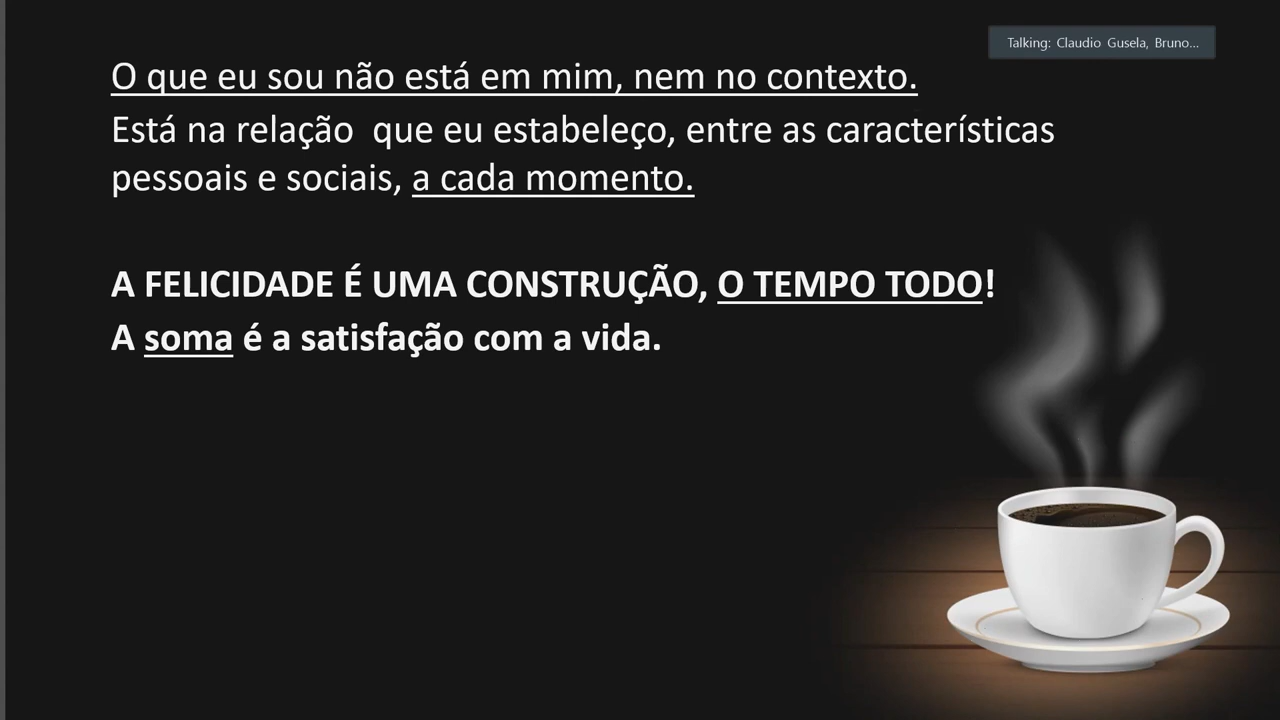 Talking: Claudio Gusela, Bruno...
O que eu sou não está em mim, nem no contexto.
Está na relação  que eu estabeleço, entre as características
pessoais e sociais, a cada momento.
A FELICIDADE É UMA CONSTRUÇÃO, O TEMPO TODO!
A soma é a satisfação com a vida.